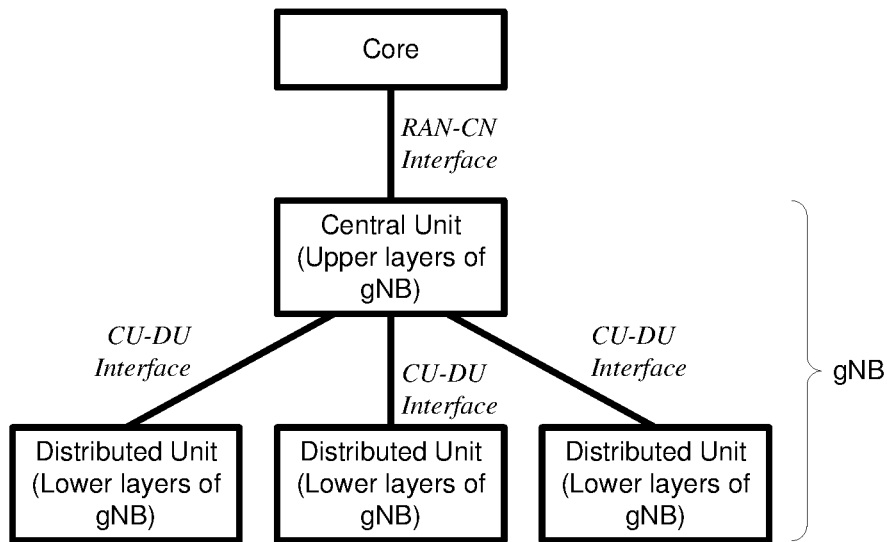 Core
RAN-CN
Interface
Central Unit
(Upper layers of
gNB)
CU-DU
Interface
CU-DU
Interface
CU-DU
Interface
gNB
Distributed Unit
(Lower layers of
gNB)
Distributed Unit
(Lower layers of
gNB)
Distributed Unit
(Lower layers of
gNB)